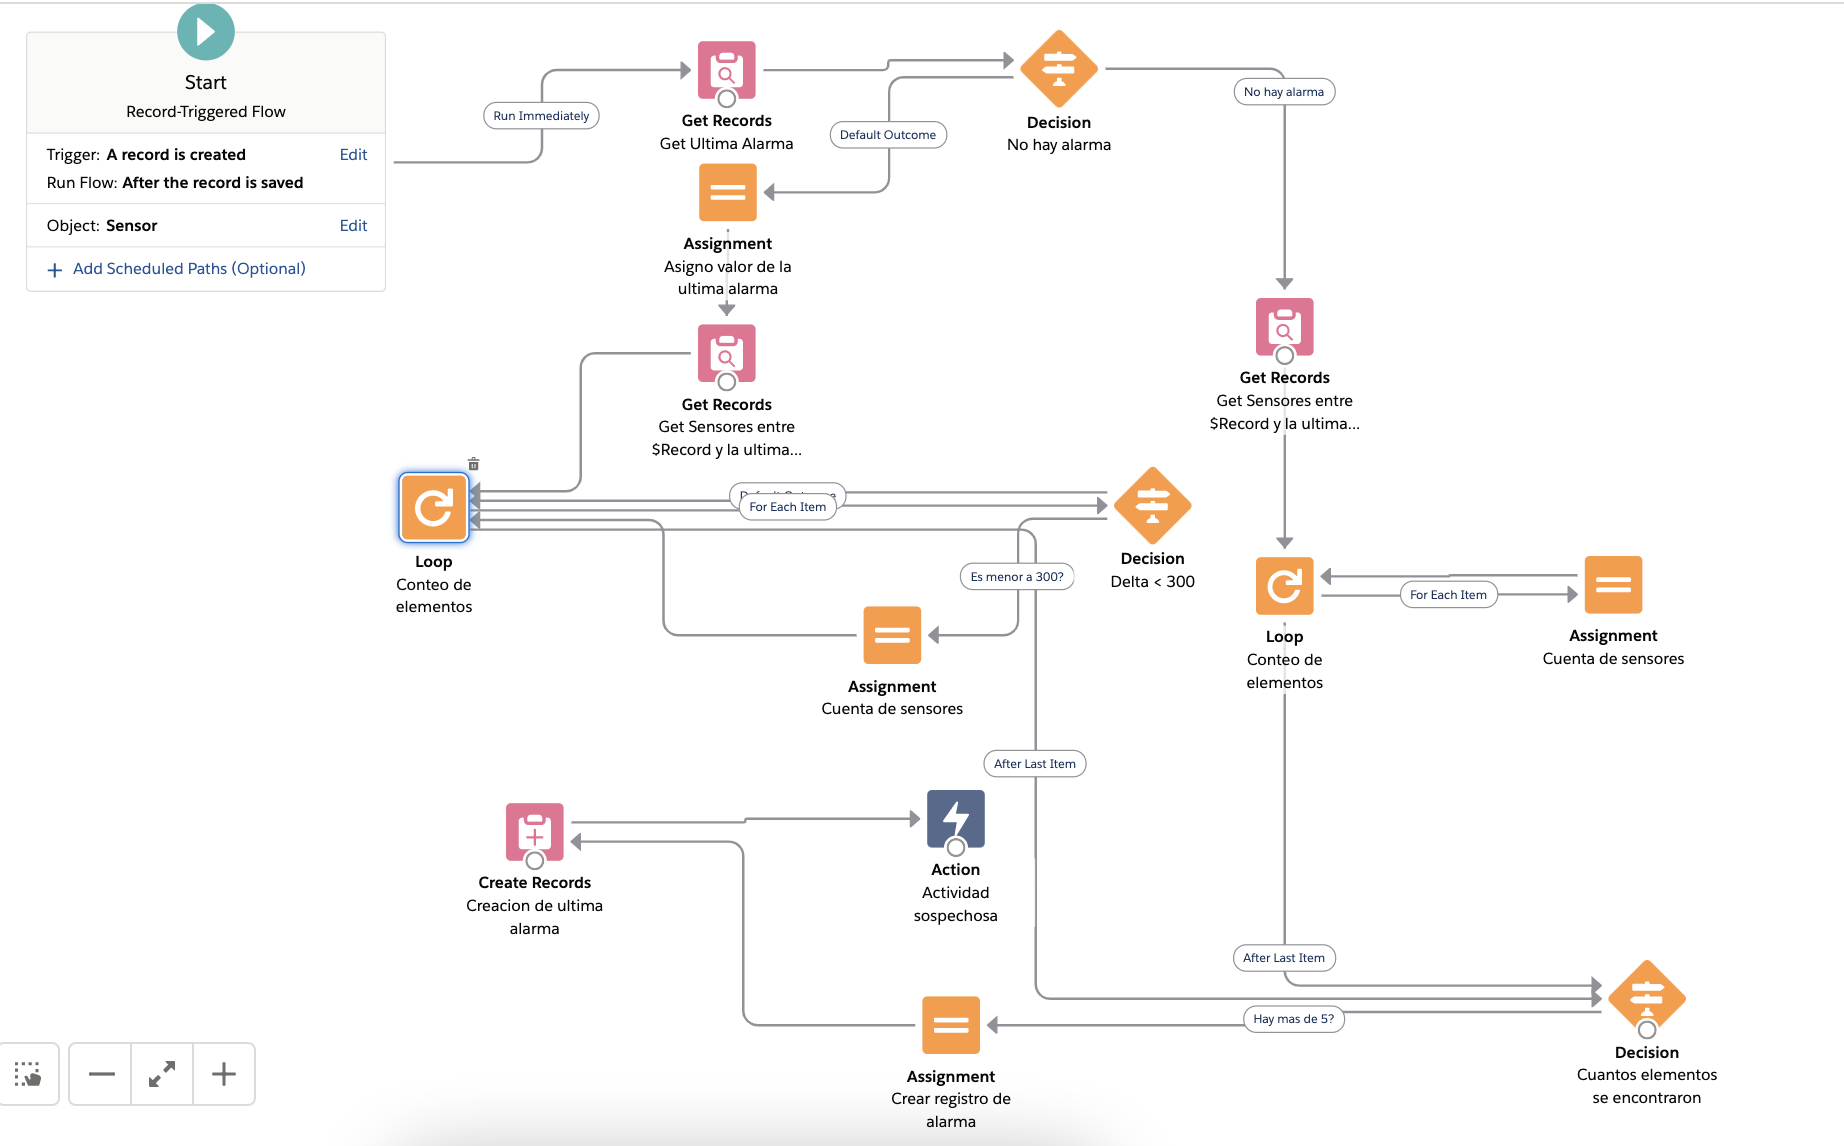 Start
Record-Triggered Flow
Trigger: A record is created
Edit
Run Flow: After the record is saved
Object: Sensor
Edit
+ Add Scheduled Paths (Optional)
Run Immediately
Get Records
Get Ultima Alarma
Default Outcome
Decision
No hay alarma
No hay alarma
Assignment
Asigno valor de la
ultima alarma
Get Records
Get Sensores entre
$Record y la ultima...
Get Records
Get Sensores entre
$Record y la ultima...
Loop
Conteo de
elementos
Default Outcome
For Each Item
Decision
Delta < 300
Es menor a 300?
Assignment
Cuenta de sensores
Loop
Conteo de
elementos
For Each Item
Assignment
Cuenta de sensores
After Last Item
Create Records
Creacion de ultima
alarma
Action
Actividad
sospechosa
After Last Item
Hay mas de 5?
Decision
Cuantos elementos
se encontraron
Assignment
Crear registro de
alarma